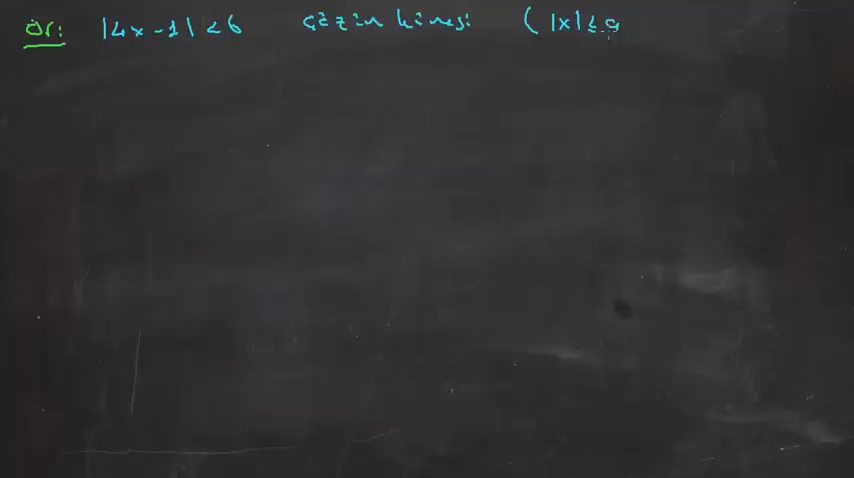 Ör: |4x - 1| < 6 çözüm kümesi ( |x| ≤ a